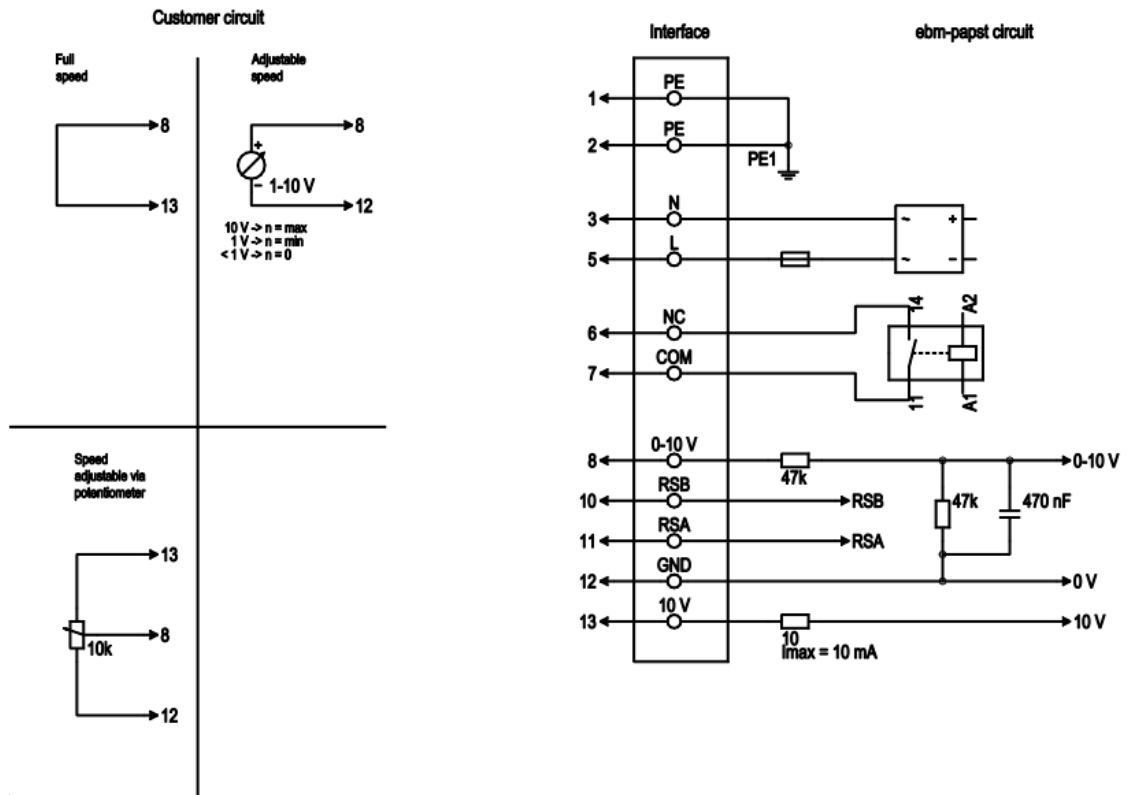 Customer circuit
Full
speed
8
13
Adjustable
speed
8
+
− 1-10 V
12
10 V -> n = max
1 V -> n = min
< 1 V -> n = 0
Speed
adjustable via
potentiometer
13
8
10k
12
Interface
ebm-papst circuit
1 PE
2 PE
PE1
3 N ~ +
5 L ~ −
6 NC
7 COM
14 A2
11 A1
8 0-10 V 47k 0-10 V
10 RSB RSB 47k 470 nF
11 RSA RSA
12 GND 0 V
13 10 V 10 10 V
Imax = 10 mA